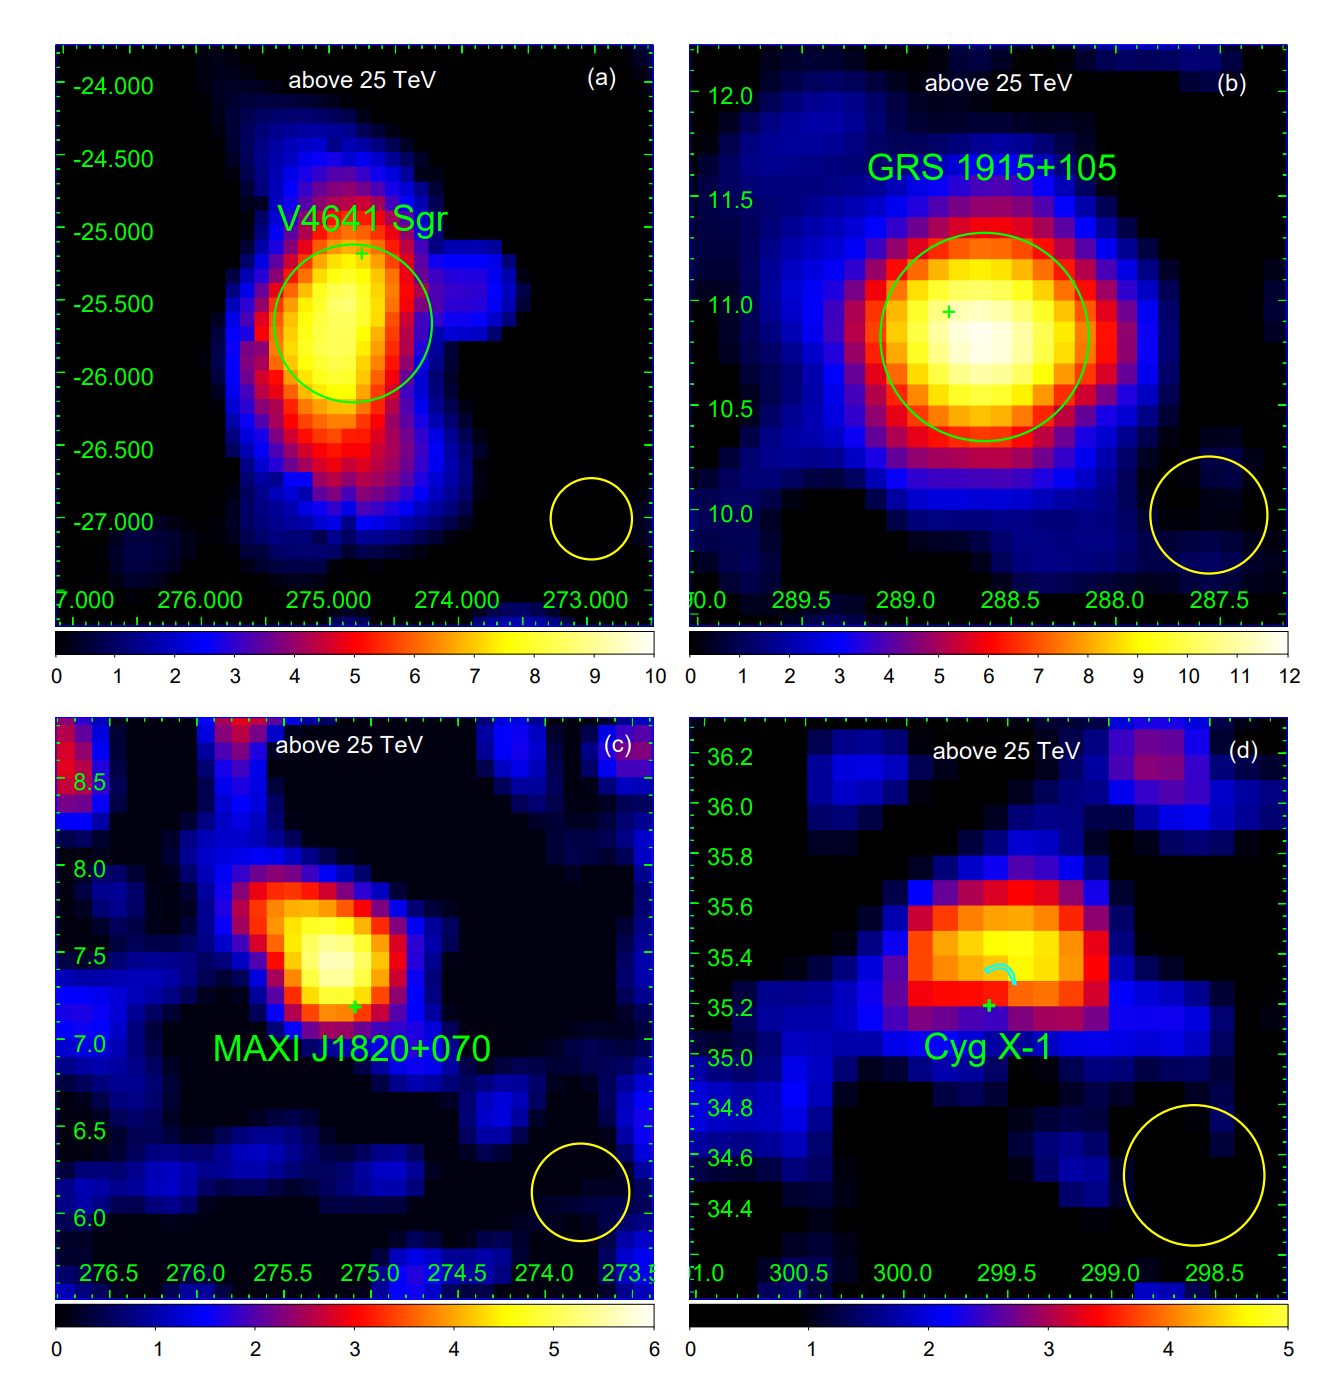 above 25 TeV
(a)
-24.000
-24.500
V4641 Sgr
-25.000
-25.500
-26.000
-26.500
-27.000
7.000 276.000 275.000 274.000 273.000
0 1 2 3 4 5 6 7 8 9 10
above 25 TeV
(b)
12.0
GRS 1915+105
11.5
11.0
10.5
10.0
0.0 289.5 289.0 288.5 288.0 287.5
0 1 2 3 4 5 6 7 8 9 10 11 12
above 25 TeV
(c)
8.5
8.0
7.5
7.0
MAXI J1820+070
6.5
6.0
276.5 276.0 275.5 275.0 274.5 274.0 273.5
0 1 2 3 4 5 6
above 25 TeV
(d)
36.2
36.0
35.8
35.6
35.4
35.2
Cyg X-1
35.0
34.8
34.6
34.4
1.0 300.5 300.0 299.5 299.0 298.5
0 1 2 3 4 5